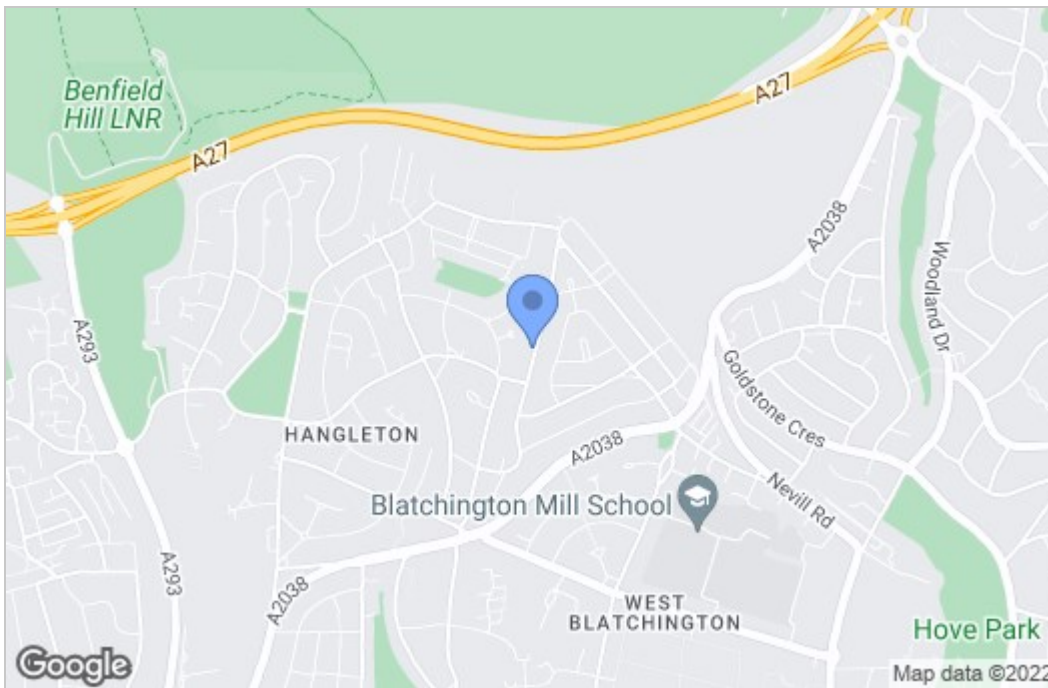 Benfield
Hill LNR
A27
A27
A2038
Woodland Dr
A293
Goldstone Cres
HANGLETON
A2038
Blatchington Mill School
Nevill Rd
A293
A2038
WEST
BLATCHINGTON
Hove Park
Google
Map data ©2022